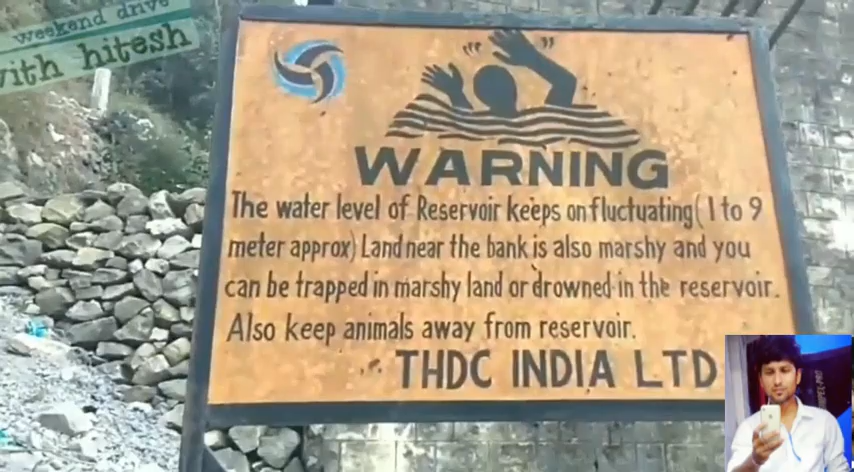 weekend drive
with hitesh
WARNING
The water level of Reservoir keeps on fluctuating (1 to 9
meter approx) Land near the bank is also marshy and you
can be trapped in marshy land or drowned in the reservoir.
Also keep animals away from reservoir.
THDC INDIA LTD